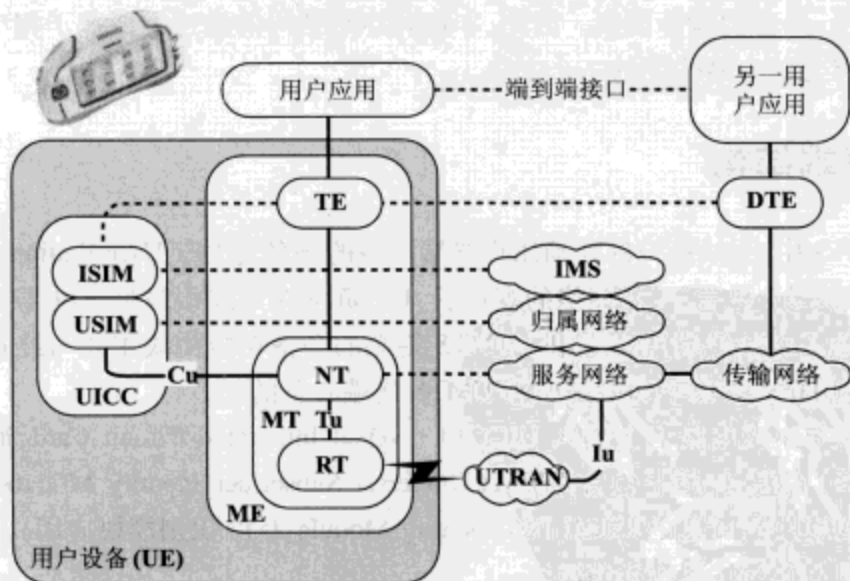 用户应用
端到端接口
另一用
户应用
TE
DTE
ISIM
IMS
USIM
归属网络
Cu
NT
服务网络
传输网络
UICC
MT
Tu
Iu
RT
UTRAN
ME
用户设备(UE)